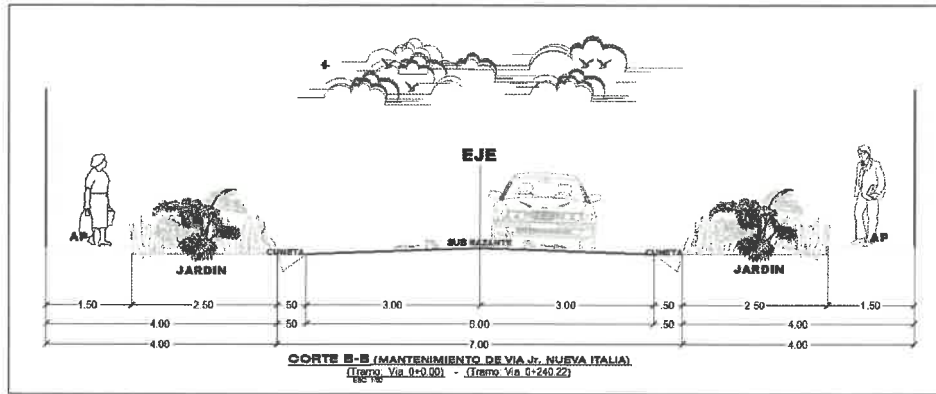 EJE
AP
AP
SUB RAZANTE
CUNETA
CUNETA
JARDIN
JARDIN
1.50 2.50 .50 3.00 3.00 .50 2.50 1.50
4.00 .50 6.00 .50 4.00
4.00 7.00 4.00
CORTE B-B (MANTENIMIENTO DE VIA Jr. NUEVA ITALIA)
(Tramo: Via 0+0.00) - (Tramo: Via 0+240.22)